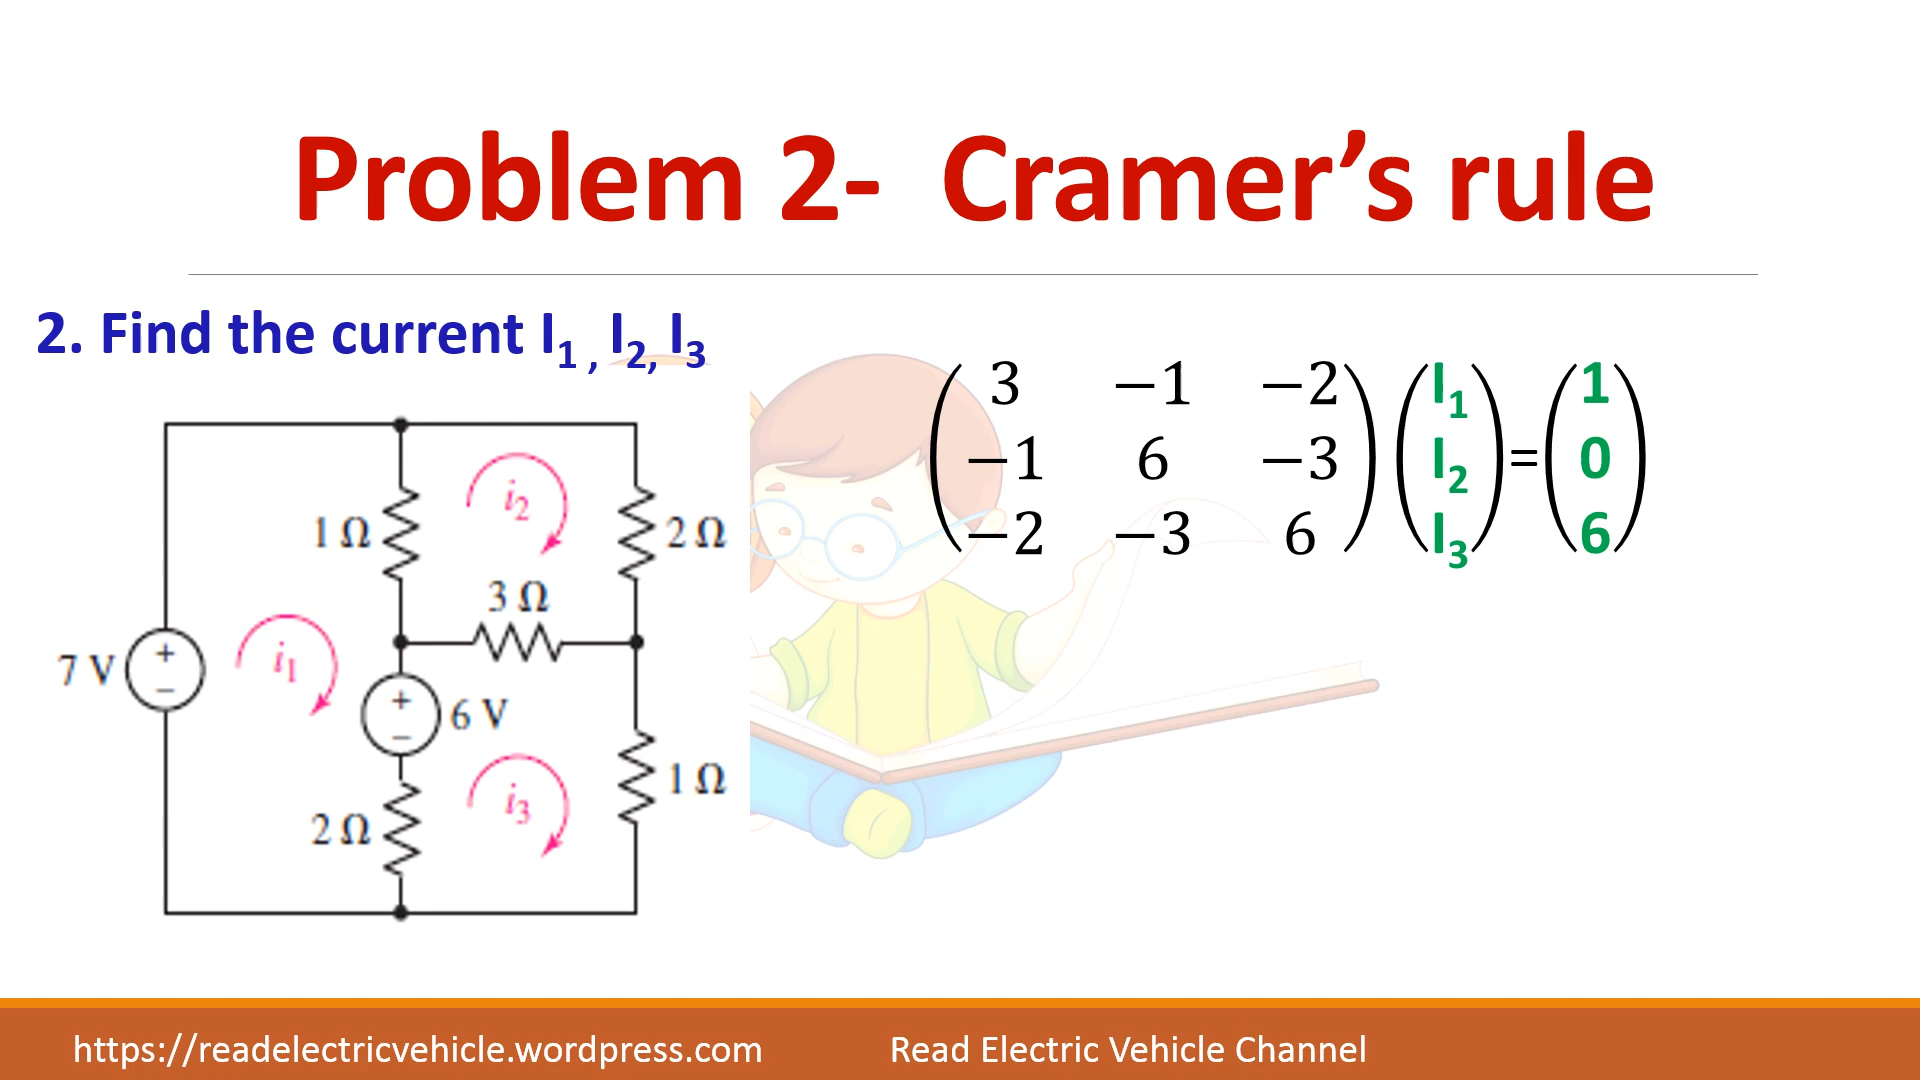 Problem 2- Cramer’s rule
2. Find the current I1 , I2, I3
3 −1 −2 I1 1
−1 6 −3 I2 = 0
−2 −3 6 I3 6
i2
1 Ω
2 Ω
3 Ω
7 V
+
−
i1
+
−
6 V
i3
1 Ω
2 Ω
https://readelectricvehicle.wordpress.com
Read Electric Vehicle Channel